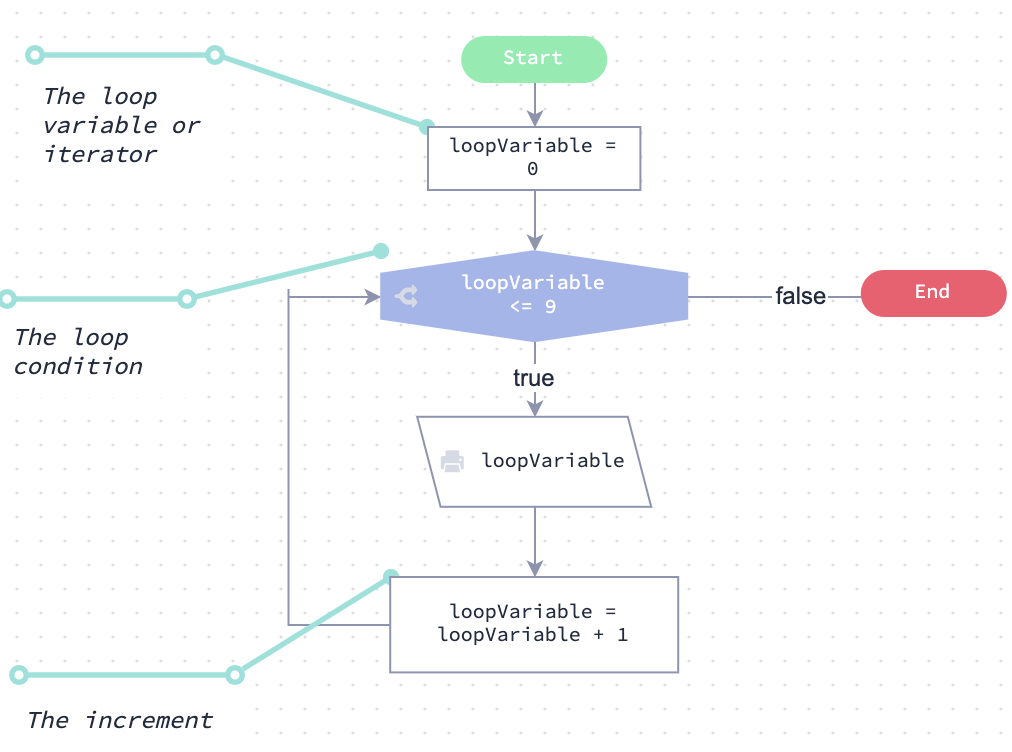 Start
The loop
variable or
iterator
loopVariable =
0
loopVariable
<= 9
false
End
The loop
condition
true
loopVariable
loopVariable =
loopVariable + 1
The increment